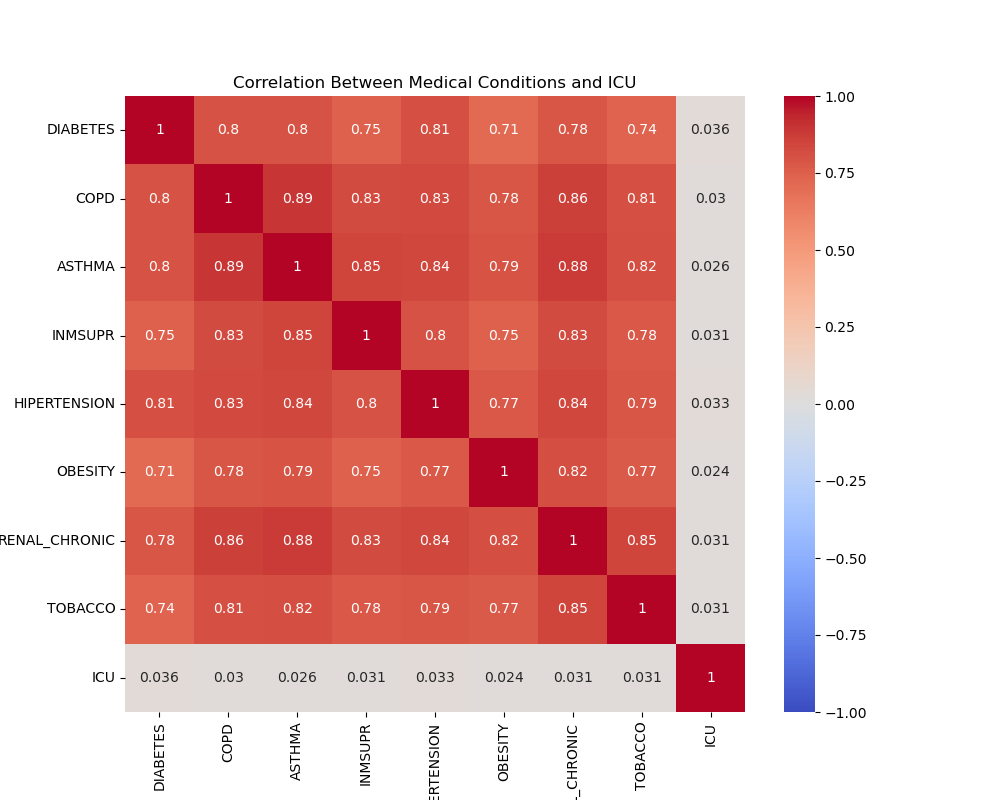 Correlation Between Medical Conditions and ICU
DIABETES 1 0.8 0.8 0.75 0.81 0.71 0.78 0.74 0.036
COPD 0.8 1 0.89 0.83 0.83 0.78 0.86 0.81 0.03
ASTHMA 0.8 0.89 1 0.85 0.84 0.79 0.88 0.82 0.026
INMSUPR 0.75 0.83 0.85 1 0.8 0.75 0.83 0.78 0.031
HIPERTENSION 0.81 0.83 0.84 0.8 1 0.77 0.84 0.79 0.033
OBESITY 0.71 0.78 0.79 0.75 0.77 1 0.82 0.77 0.024
RENAL_CHRONIC 0.78 0.86 0.88 0.83 0.84 0.82 1 0.85 0.031
TOBACCO 0.74 0.81 0.82 0.78 0.79 0.77 0.85 1 0.031
ICU 0.036 0.03 0.026 0.031 0.033 0.024 0.031 0.031 1
DIABETES
COPD
ASTHMA
INMSUPR
ERTENSION
OBESITY
_CHRONIC
TOBACCO
ICU
1.00
0.75
0.50
0.25
0.00
−0.25
−0.50
−0.75
−1.00